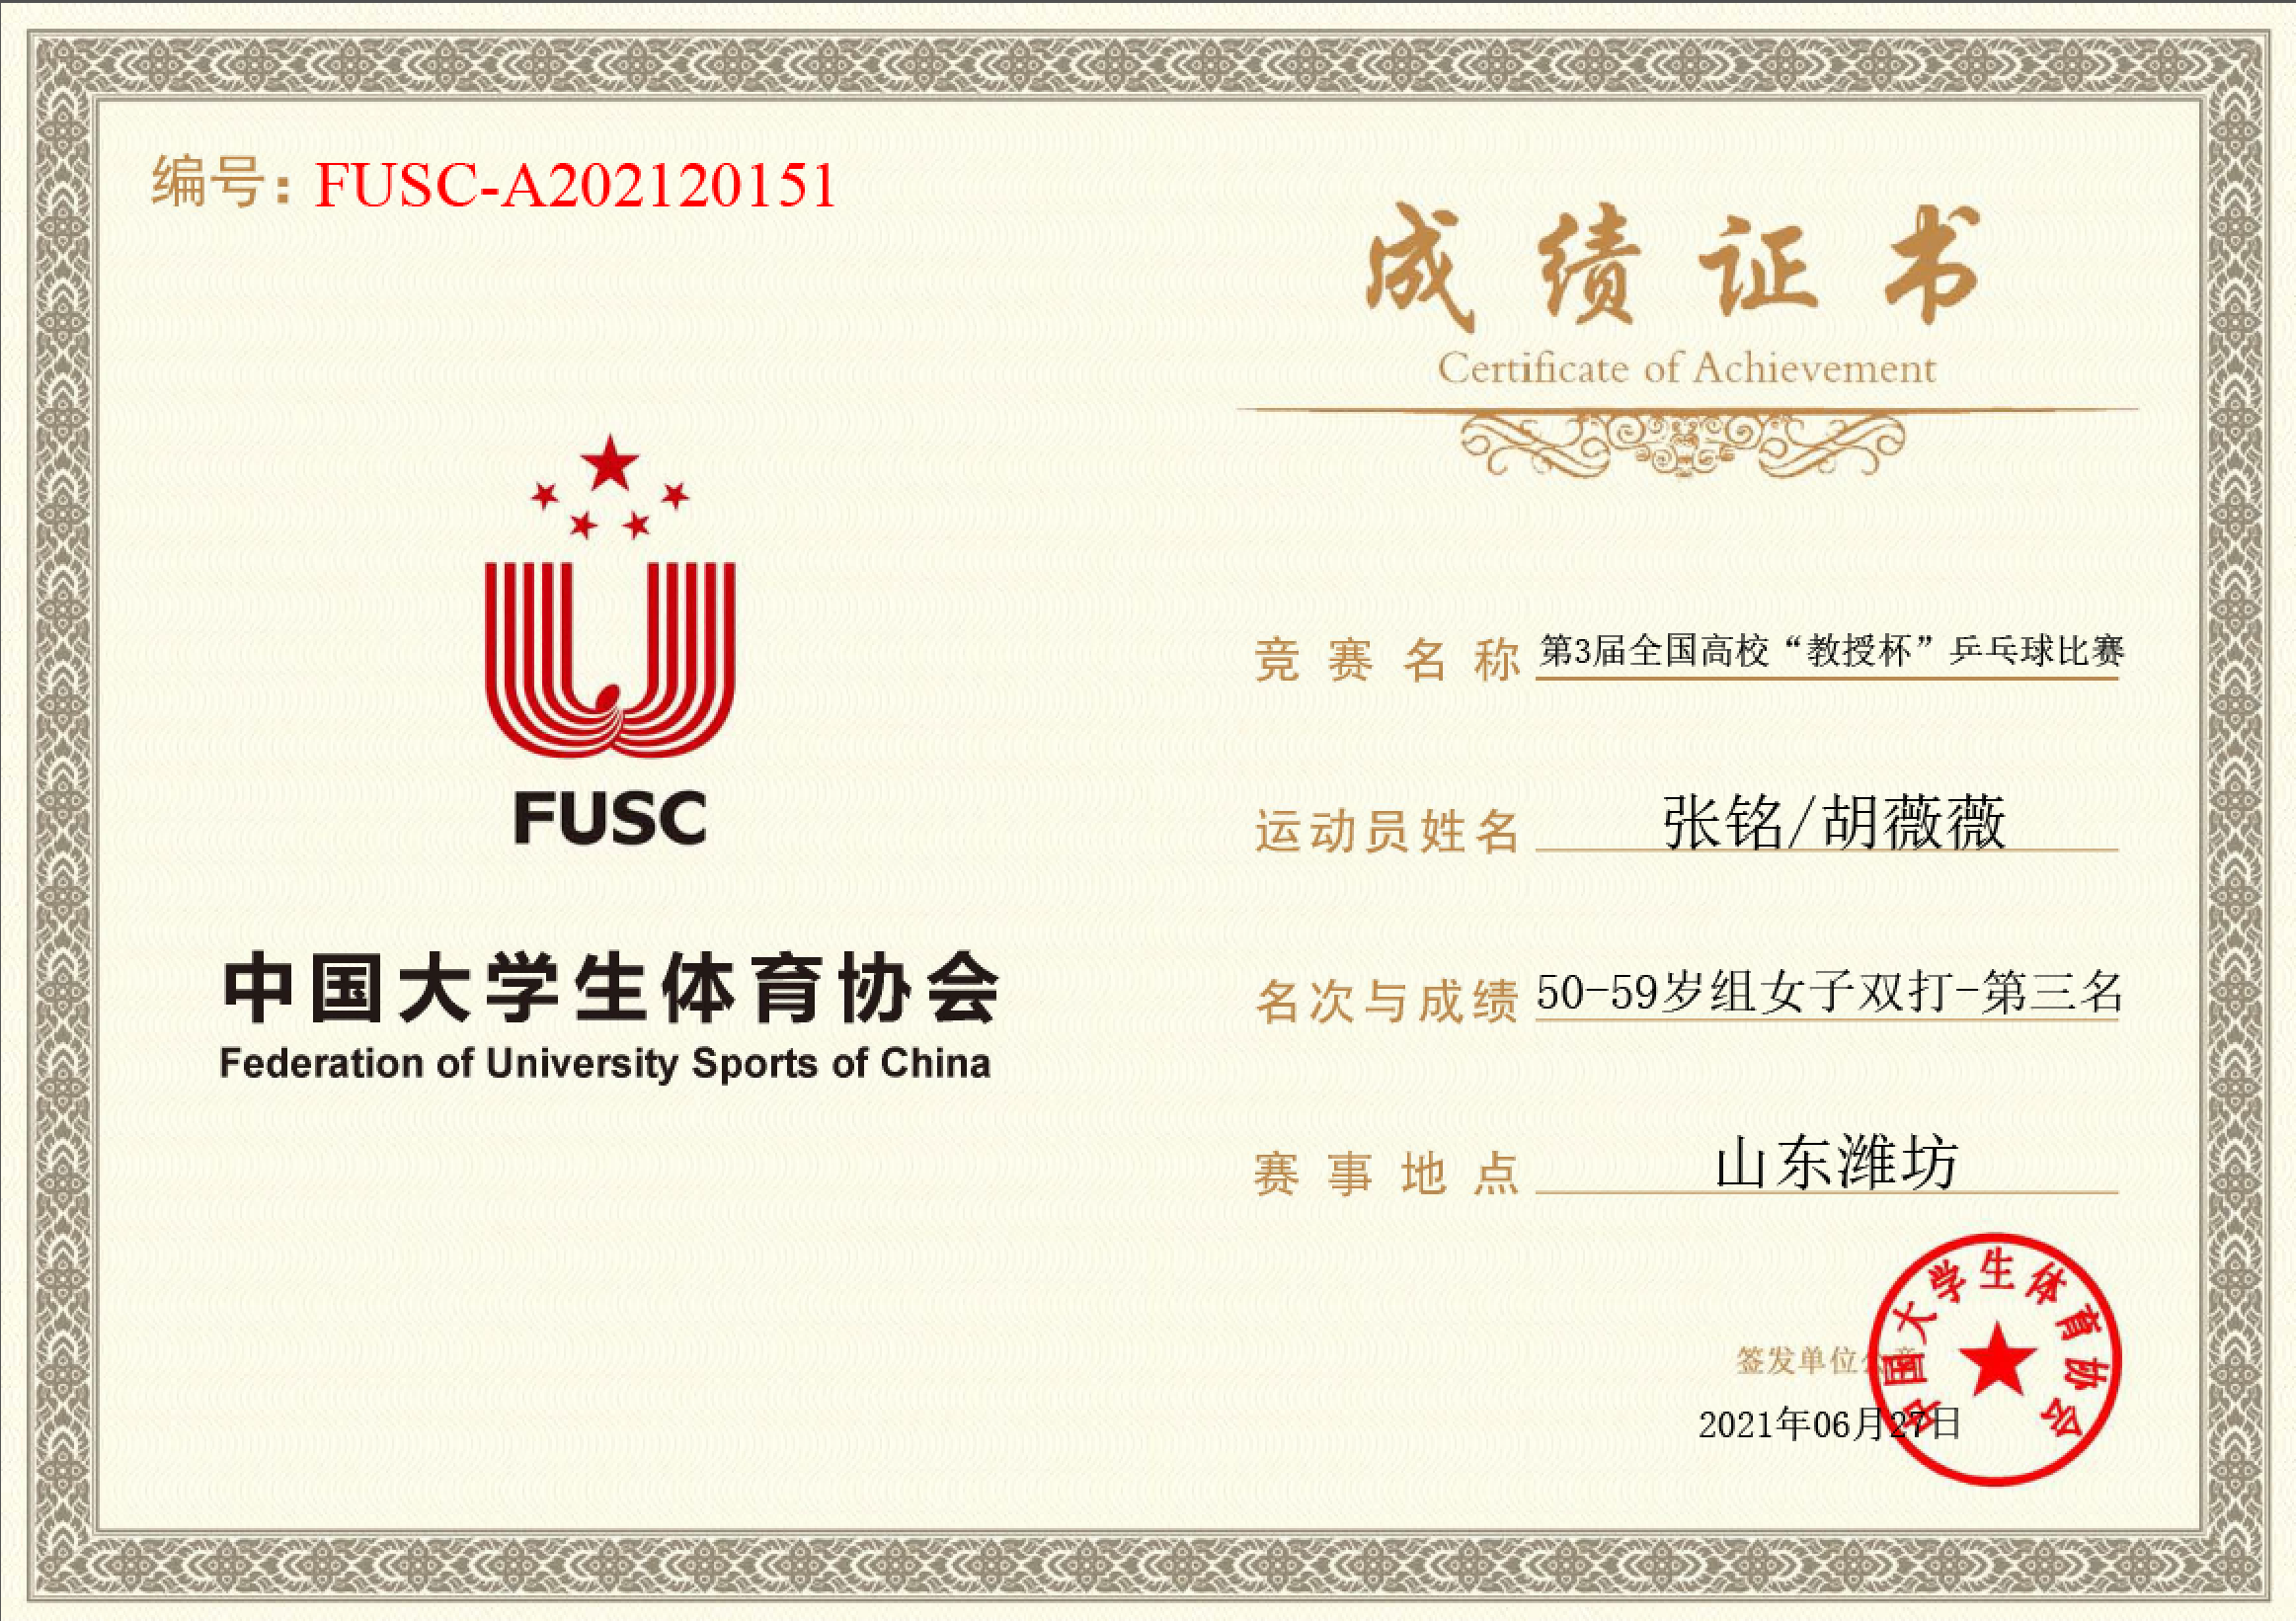 编号：FUSC-A202120151
成绩证书
Certificate of Achievement
FUSC
中国大学生体育协会
Federation of University Sports of China
竞赛名称 第3届全国高校“教授杯”乒乓球比赛
运动员姓名 张铭/胡薇薇
名次与成绩 50-59岁组女子双打-第三名
赛事地点 山东潍坊
签发单位公章
2021年06月27日
中国大学生体育协会